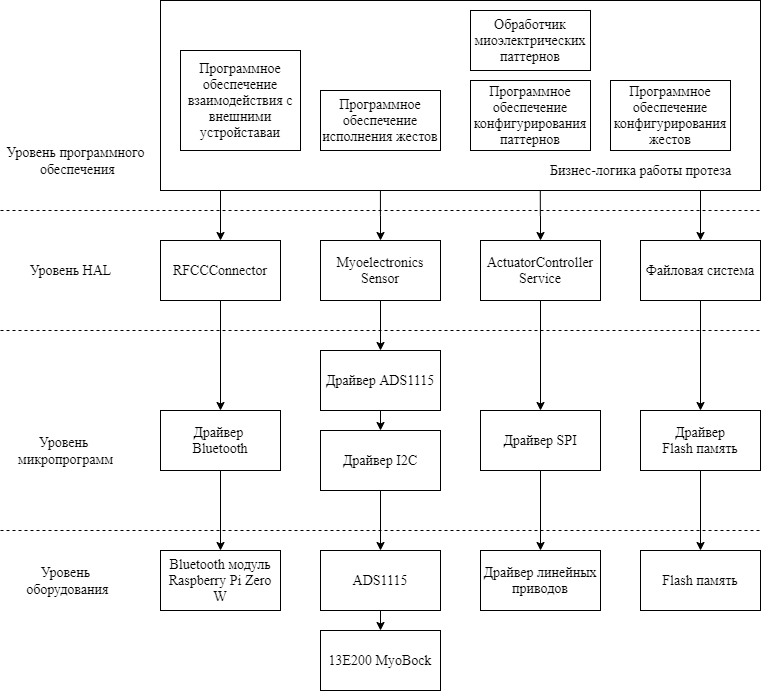 Обработчик
миоэлектрических
паттернов
Программное
обеспечение
взаимодействия с
внешними
устройстваи
Программное
обеспечение
исполнения жестов
Программное
обеспечение
конфигурирования
паттернов
Программное
обеспечение
конфигурирования
жестов
Уровень программного
обеспечения
Бизнес-логика работы протеза
Уровень HAL
RFCCConnector
Myoelectronics
Sensor
ActuatorController
Service
Файловая система
Драйвер ADS1115
Уровень
микропрограмм
Драйвер
Bluetooth
Драйвер I2C
Драйвер SPI
Драйвер
Flash память
Уровень
оборудования
Bluetooth модуль
Raspberry Pi Zero
W
ADS1115
Драйвер линейных
приводов
Flash память
13E200 MyoBock